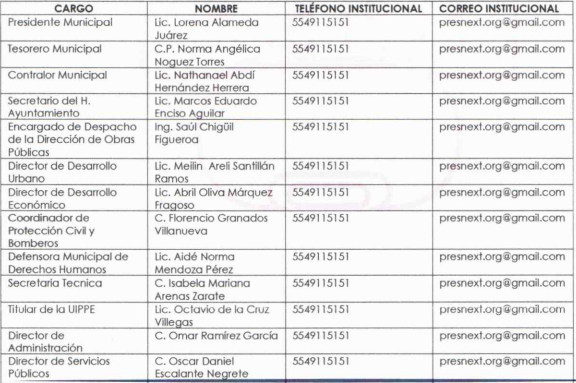 CARGO NOMBRE TELÉFONO INSTITUCIONAL CORREO INSTITUCIONAL
Presidente Municipal Lic. Lorena Alameda Juárez 5549115151 presnext.org@gmail.com
Tesorero Municipal C.P. Norma Angélica Noguez Torres 5549115151 presnext.org@gmail.com
Contralor Municipal Lic. Nathanael Abdí Hernández Herrera 5549115151 presnext.org@gmail.com
Secretario del H. Ayuntamiento Lic. Marcos Eduardo Enciso Aguilar 5549115151 presnext.org@gmail.com
Encargado de Despacho de la Dirección de Obras Públicas Ing. Saúl Chigüil Figueroa 5549115151 presnext.org@gmail.com
Director de Desarrollo Urbano Lic. Meilin Areli Santillán Ramos 5549115151 presnext.org@gmail.com
Director de Desarrollo Económico Lic. Abril Oliva Márquez Fragoso 5549115151 presnext.org@gmail.com
Coordinador de Protección Civil y Bomberos C. Florencio Granados Villanueva 5549115151 presnext.org@gmail.com
Defensora Municipal de Derechos Humanos Lic. Aidé Norma Mendoza Pérez 5549115151 presnext.org@gmail.com
Secretaria Tecnica C. Isabela Mariana Arenas Zarate 5549115151 presnext.org@gmail.com
Titular de la UIPPE Lic. Octavio de la Cruz Villegas 5549115151 presnext.org@gmail.com
Director de Administración C. Omar Ramírez García 5549115151 presnext.org@gmail.com
Director de Servicios Públicos C. Oscar Daniel Escalante Negrete 5549115151 presnext.org@gmail.com